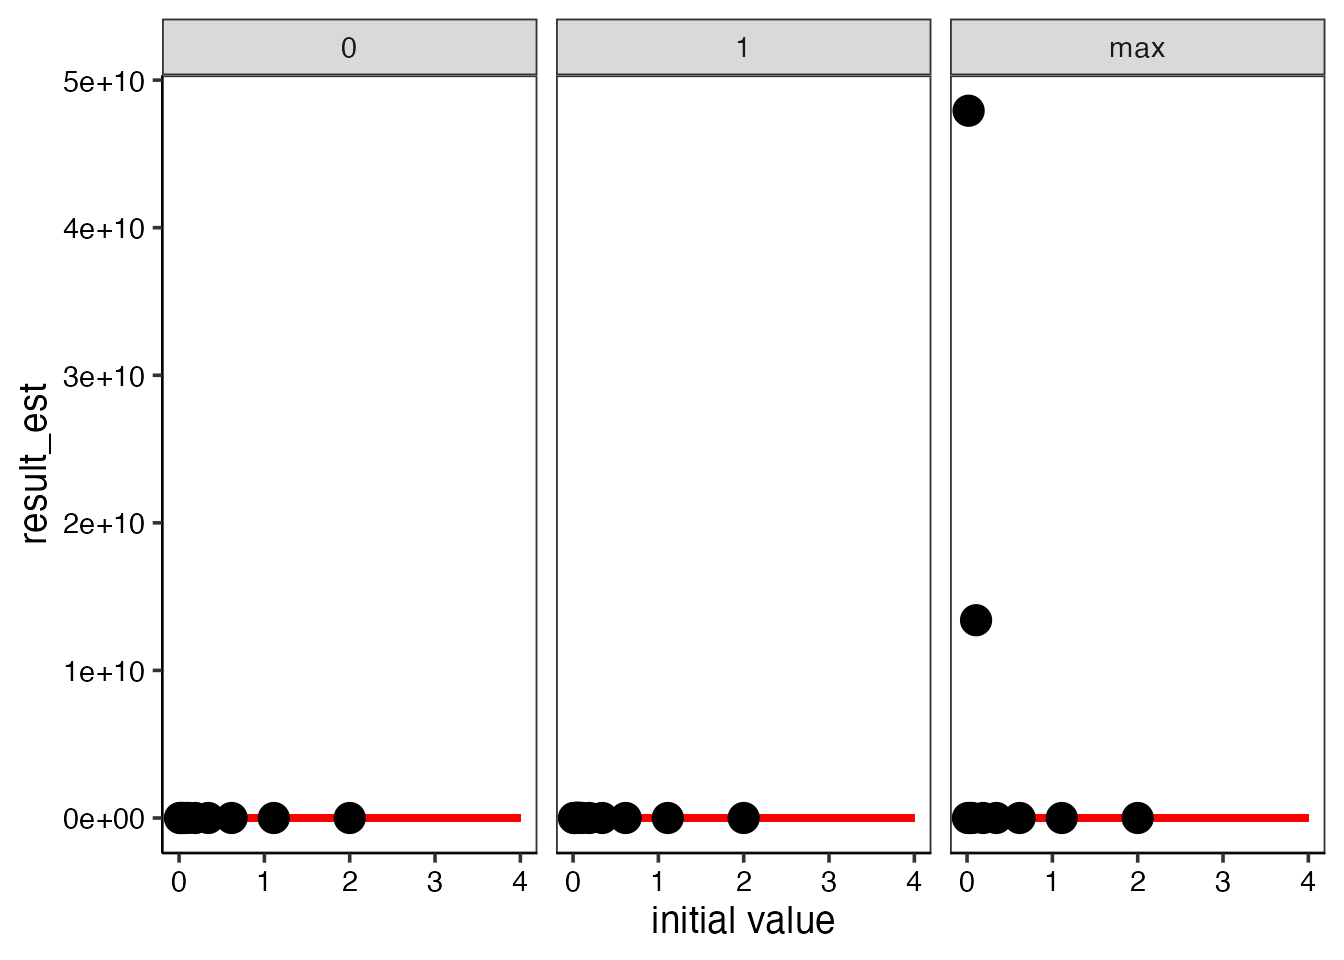 0 1 max
5e+10
4e+10
3e+10
2e+10
1e+10
0e+00
result_est
0 1 2 3 4 0 1 2 3 4 0 1 2 3 4
initial value